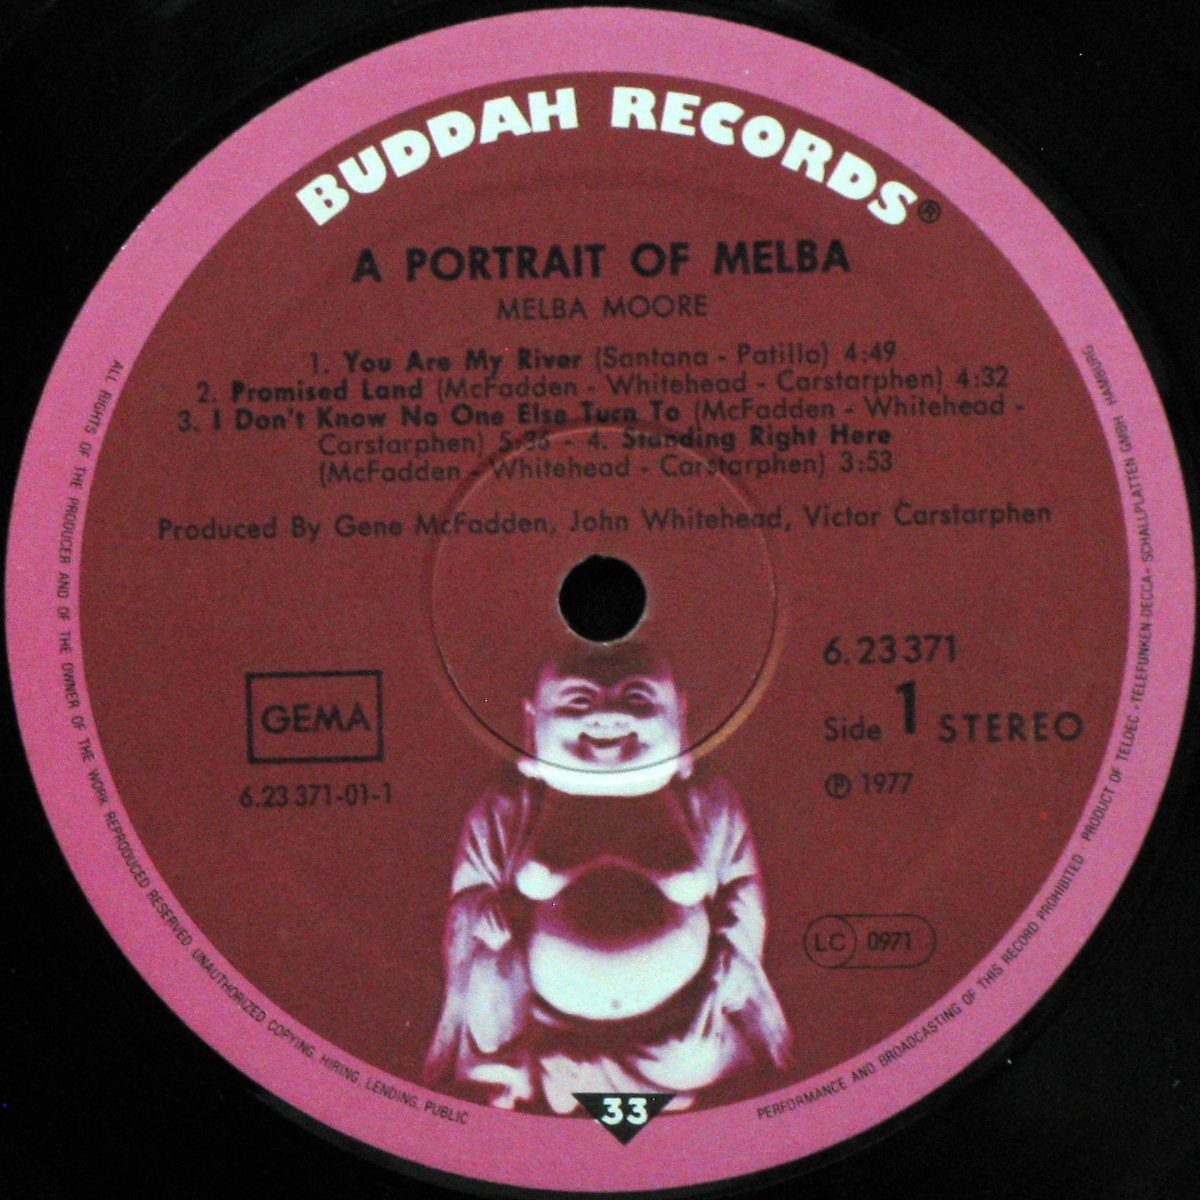 BUDDAH RECORDS®
A PORTRAIT OF MELBA
MELBA MOORE
1. You Are My River (Santana - Patillo) 4:49
2. Promised Land (McFadden - Whitehead - Carstarphen) 4:32
3. I Don't Know No One Else Turn To (McFadden - Whitehead -
Carstarphen) 5:36 - 4. Standing Right Here
(McFadden - Whitehead - Carstarphen) 3:53
Produced By Gene McFadden, John Whitehead, Victor Carstarphen
GEMA
6.23 371-01-1
6.23 371
Side 1 STEREO
℗ 1977
LC 0971
33
ALL RIGHTS OF THE PRODUCER AND OF THE OWNER OF THE WORK REPRODUCED RESERVED UNAUTHORIZED COPYING, HIRING, LENDING, PUBLIC
PERFORMANCE AND BROADCASTING OF THIS RECORD PROHIBITED PRODUCT OF TELDEC ·TELEFUNKEN-DECCA· SCHALLPLATTEN GMBH HAMBURG